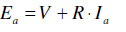 Eₐ = V + R · Iₐ